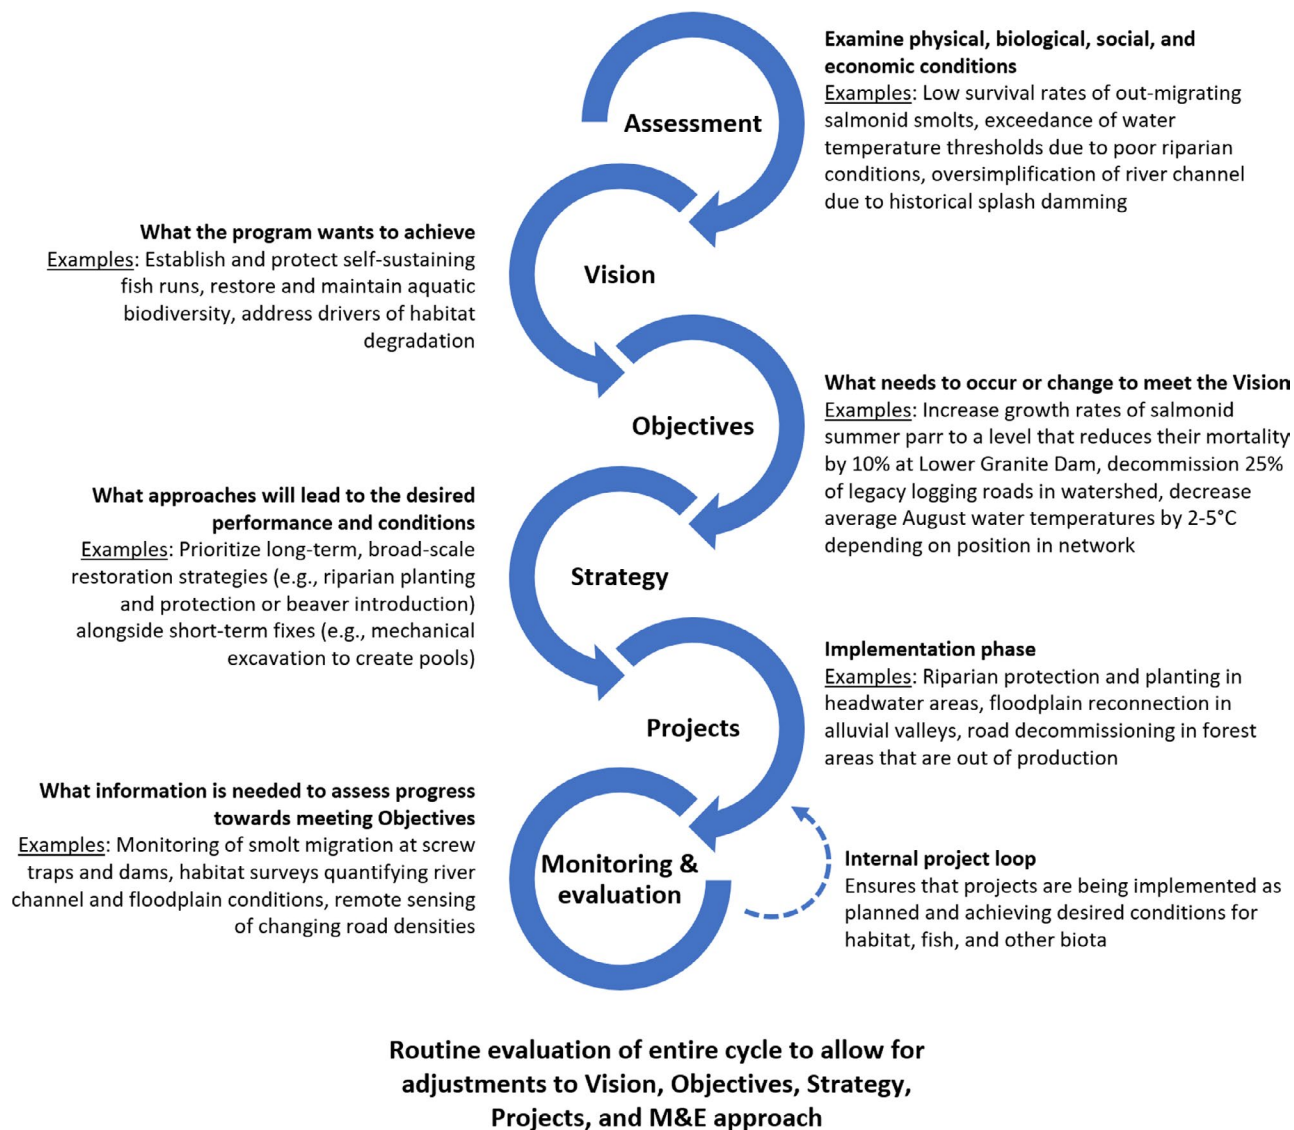 Examine physical, biological, social, and
economic conditions
Examples: Low survival rates of out-migrating
salmonid smolts, exceedance of water
temperature thresholds due to poor riparian
conditions, oversimplification of river channel
due to historical splash damming
Assessment
What the program wants to achieve
Examples: Establish and protect self-sustaining
fish runs, restore and maintain aquatic
biodiversity, address drivers of habitat
degradation
Vision
What needs to occur or change to meet the Vision
Examples: Increase growth rates of salmonid
summer parr to a level that reduces their mortality
by 10% at Lower Granite Dam, decommission 25%
of legacy logging roads in watershed, decrease
average August water temperatures by 2-5°C
depending on position in network
Objectives
What approaches will lead to the desired
performance and conditions
Examples: Prioritize long-term, broad-scale
restoration strategies (e.g., riparian planting
and protection or beaver introduction)
alongside short-term fixes (e.g., mechanical
excavation to create pools)
Strategy
Implementation phase
Examples: Riparian protection and planting in
headwater areas, floodplain reconnection in
alluvial valleys, road decommissioning in forest
areas that are out of production
Projects
What information is needed to assess progress
towards meeting Objectives
Examples: Monitoring of smolt migration at screw
traps and dams, habitat surveys quantifying river
channel and floodplain conditions, remote sensing
of changing road densities
Monitoring &
evaluation
Internal project loop
Ensures that projects are being implemented as
planned and achieving desired conditions for
habitat, fish, and other biota
Routine evaluation of entire cycle to allow for
adjustments to Vision, Objectives, Strategy,
Projects, and M&E approach